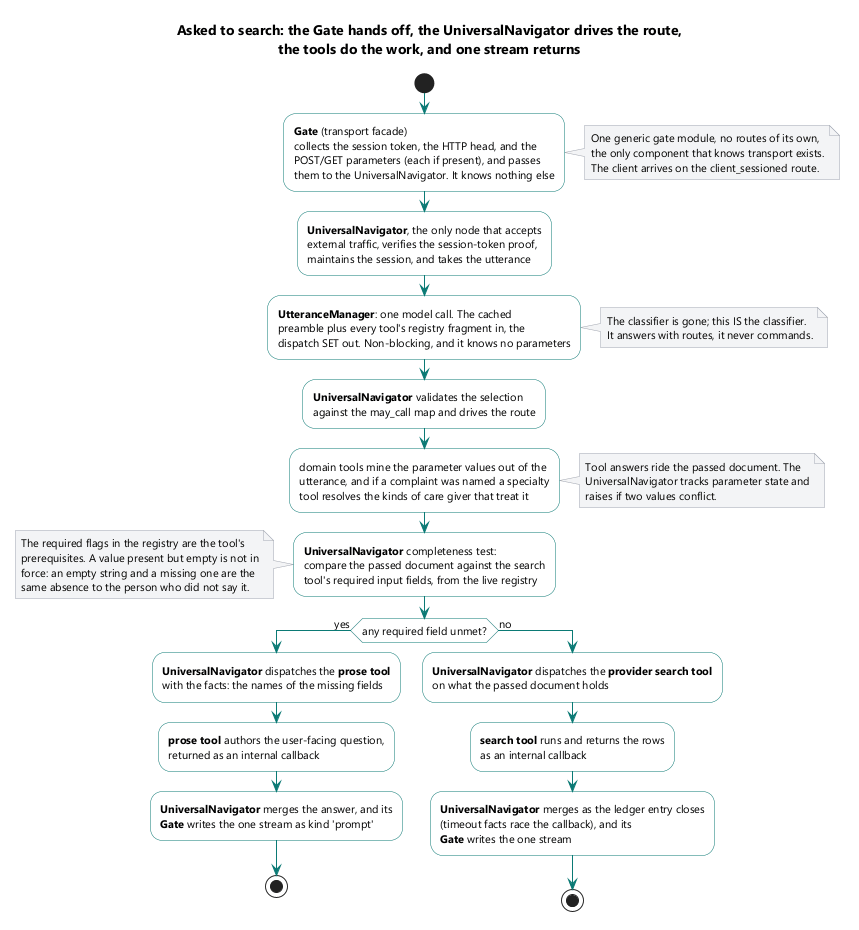 Asked to search: the Gate hands off, the UniversalNavigator drives the route,
the tools do the work, and one stream returns
Gate (transport facade)
collects the session token, the HTTP head, and the
POST/GET parameters (each if present), and passes
them to the UniversalNavigator. It knows nothing else
One generic gate module, no routes of its own,
the only component that knows transport exists.
The client arrives on the client_sessioned route.
UniversalNavigator, the only node that accepts
external traffic, verifies the session-token proof,
maintains the session, and takes the utterance
UtteranceManager: one model call. The cached
preamble plus every tool's registry fragment in, the
dispatch SET out. Non-blocking, and it knows no parameters
The classifier is gone; this IS the classifier.
It answers with routes, it never commands.
UniversalNavigator validates the selection
against the may_call map and drives the route
domain tools mine the parameter values out of the
utterance, and if a complaint was named a specialty
tool resolves the kinds of care giver that treat it
Tool answers ride the passed document. The
UniversalNavigator tracks parameter state and
raises if two values conflict.
The required flags in the registry are the tool's
prerequisites. A value present but empty is not in
force: an empty string and a missing one are the
same absence to the person who did not say it.
UniversalNavigator completeness test:
compare the passed document against the search
tool's required input fields, from the live registry
any required field unmet?
yes
no
UniversalNavigator dispatches the prose tool
with the facts: the names of the missing fields
prose tool authors the user-facing question,
returned as an internal callback
UniversalNavigator merges the answer, and its
Gate writes the one stream as kind 'prompt'
UniversalNavigator dispatches the provider search tool
on what the passed document holds
search tool runs and returns the rows
as an internal callback
UniversalNavigator merges as the ledger entry closes
(timeout facts race the callback), and its
Gate writes the one stream